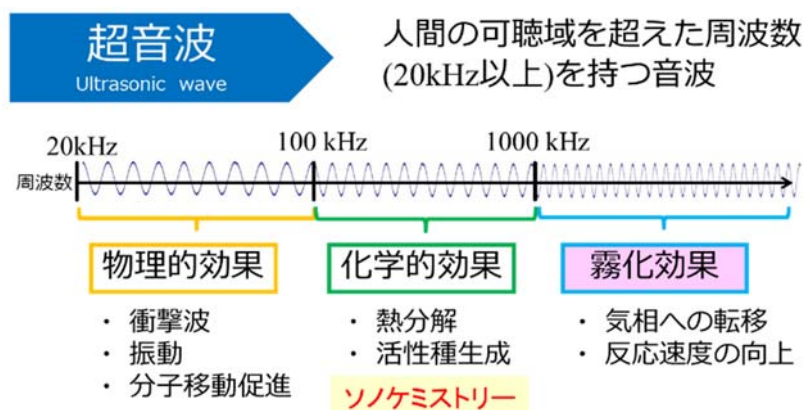 超音波
Ultrasonic wave
人間の可聴域を超えた周波数
(20kHz以上)を持つ音波
20kHz
100 kHz
1000 kHz
周波数
物理的効果
・ 衝撃波
・ 振動
・ 分子移動促進
化学的効果
・ 熱分解
・ 活性種生成
ソノケミストリー
霧化効果
・ 気相への転移
・ 反応速度の向上